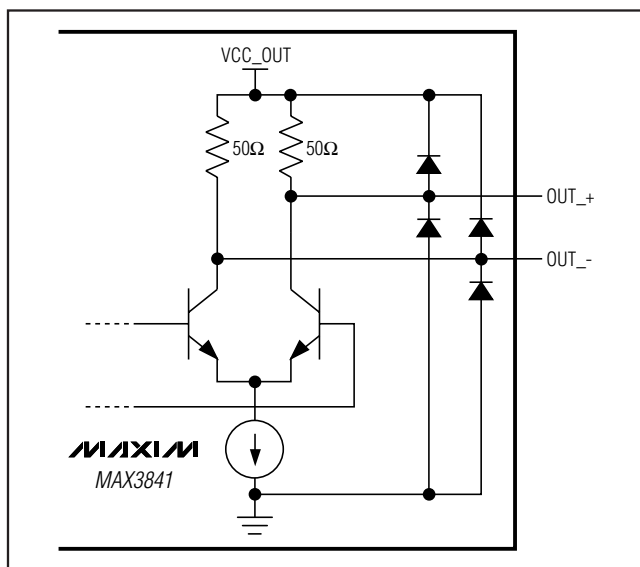 VCC_OUT
50Ω 50Ω
OUT_+
OUT_-
MAXIM
MAX3841